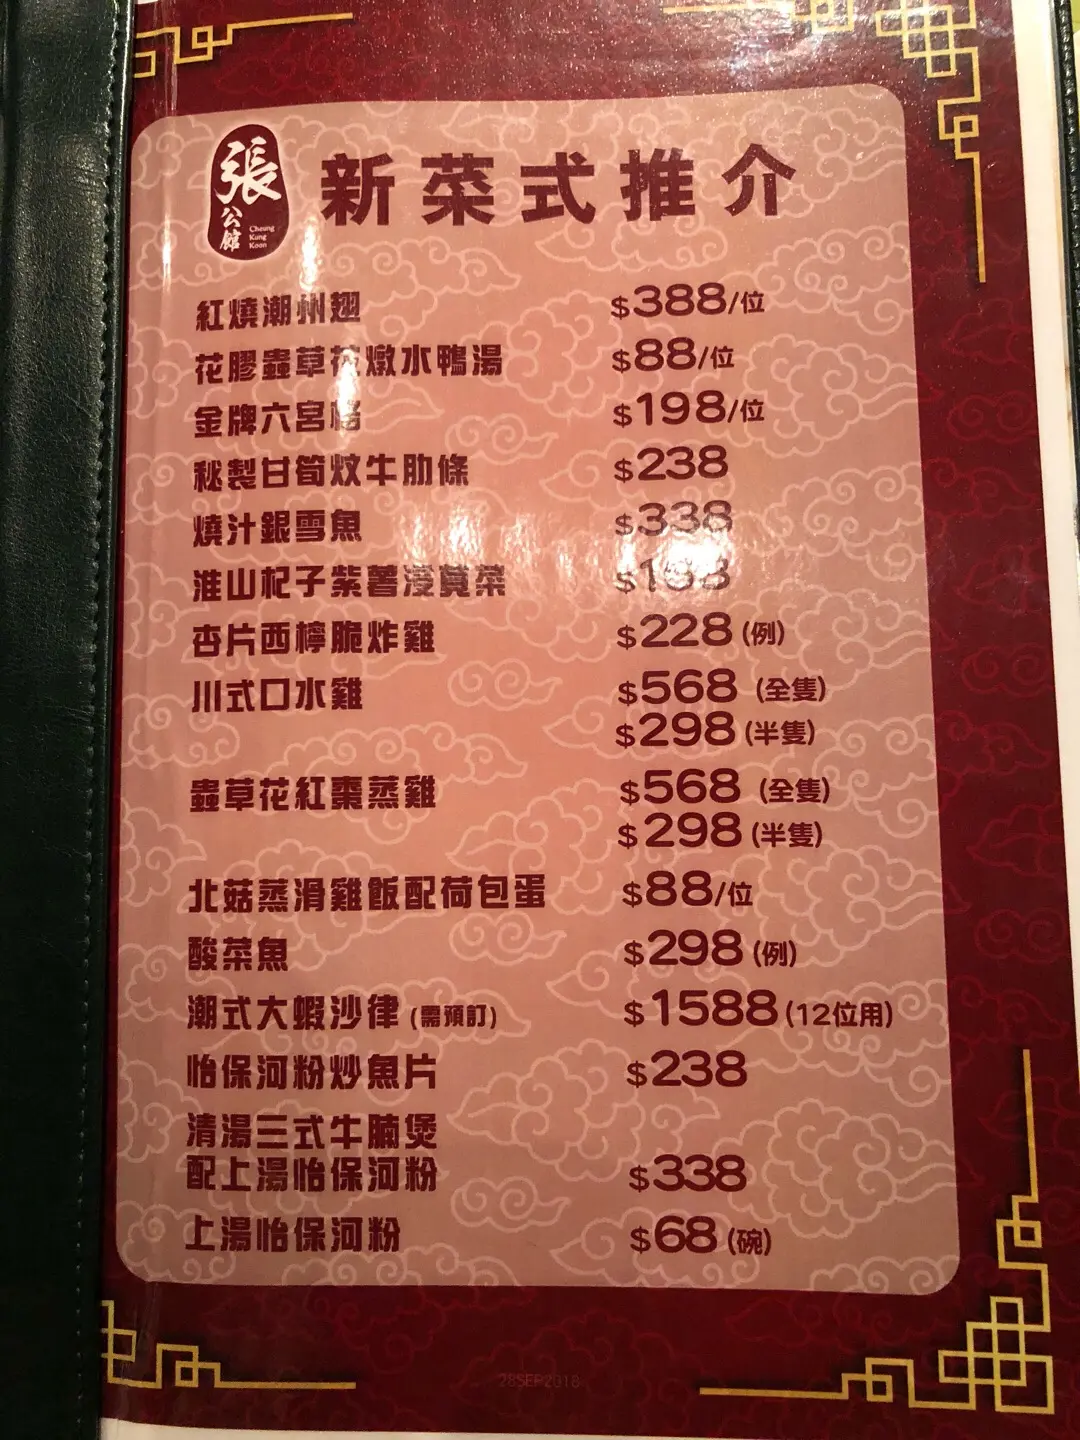 張公館
Cheung
Kung
Koon
新菜式推介
紅燒潮州翅 $388/位
花膠蟲草花燉水鴨湯 $88/位
金牌六宮格 $198/位
秘製甘筍炆牛肋條 $238
燒汁銀雪魚 $338
淮山杞子紫薯浸莧菜
杏片西檸脆炸雞 $228 (例)
川式口水雞 $568 (全隻)
$298 (半隻)
蟲草花紅棗蒸雞 $568 (全隻)
$298 (半隻)
北菇蒸滑雞飯配荷包蛋 $88/位
酸菜魚 $298 (例)
潮式大蝦沙律 (需預訂) $1588 (12位用)
怡保河粉炒魚片 $238
清湯三式牛腩煲
配上湯怡保河粉 $338
上湯怡保河粉 $68 (碗)
28SEP2018